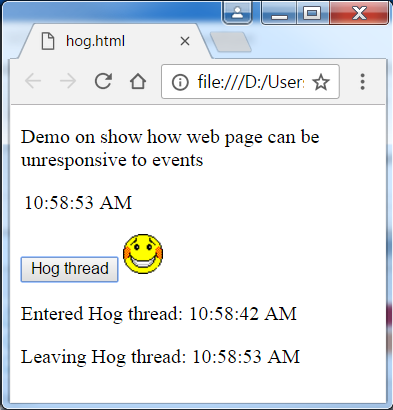 hog.html
file:///D:/User
Demo on show how web page can be
unresponsive to events
10:58:53 AM
Hog thread
Entered Hog thread: 10:58:42 AM
Leaving Hog thread: 10:58:53 AM